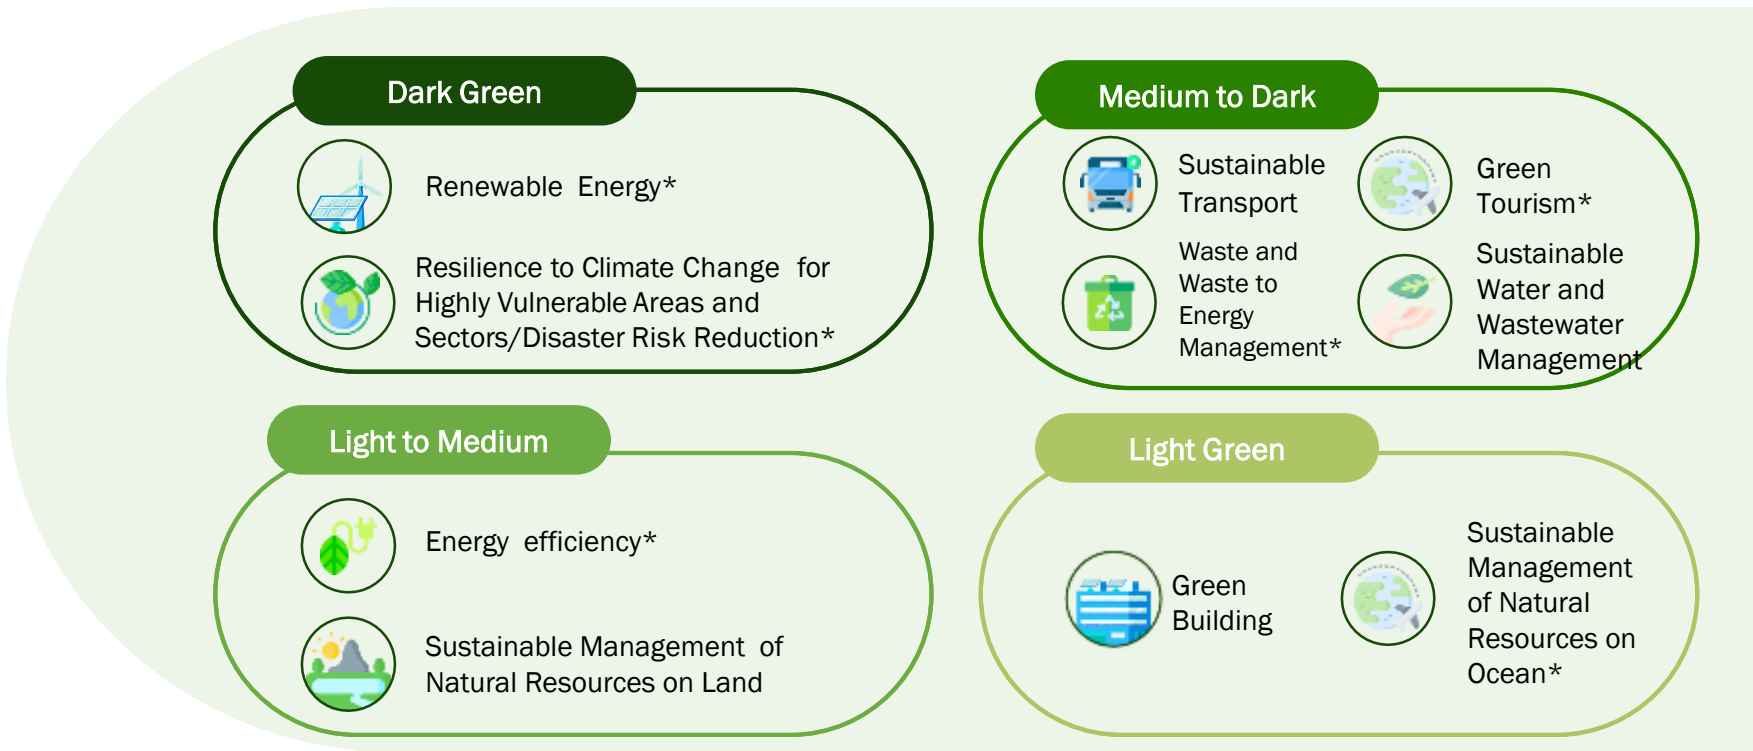 Dark Green
Renewable Energy*
Resilience to Climate Change for
Highly Vulnerable Areas and
Sectors/Disaster Risk Reduction*
Medium to Dark
Sustainable
Transport
Green
Tourism*
Waste and
Waste to
Energy
Management*
Sustainable
Water and
Wastewater
Management
Light to Medium
Energy efficiency*
Sustainable Management of
Natural Resources on Land
Light Green
Green
Building
Sustainable
Management
of Natural
Resources on
Ocean*